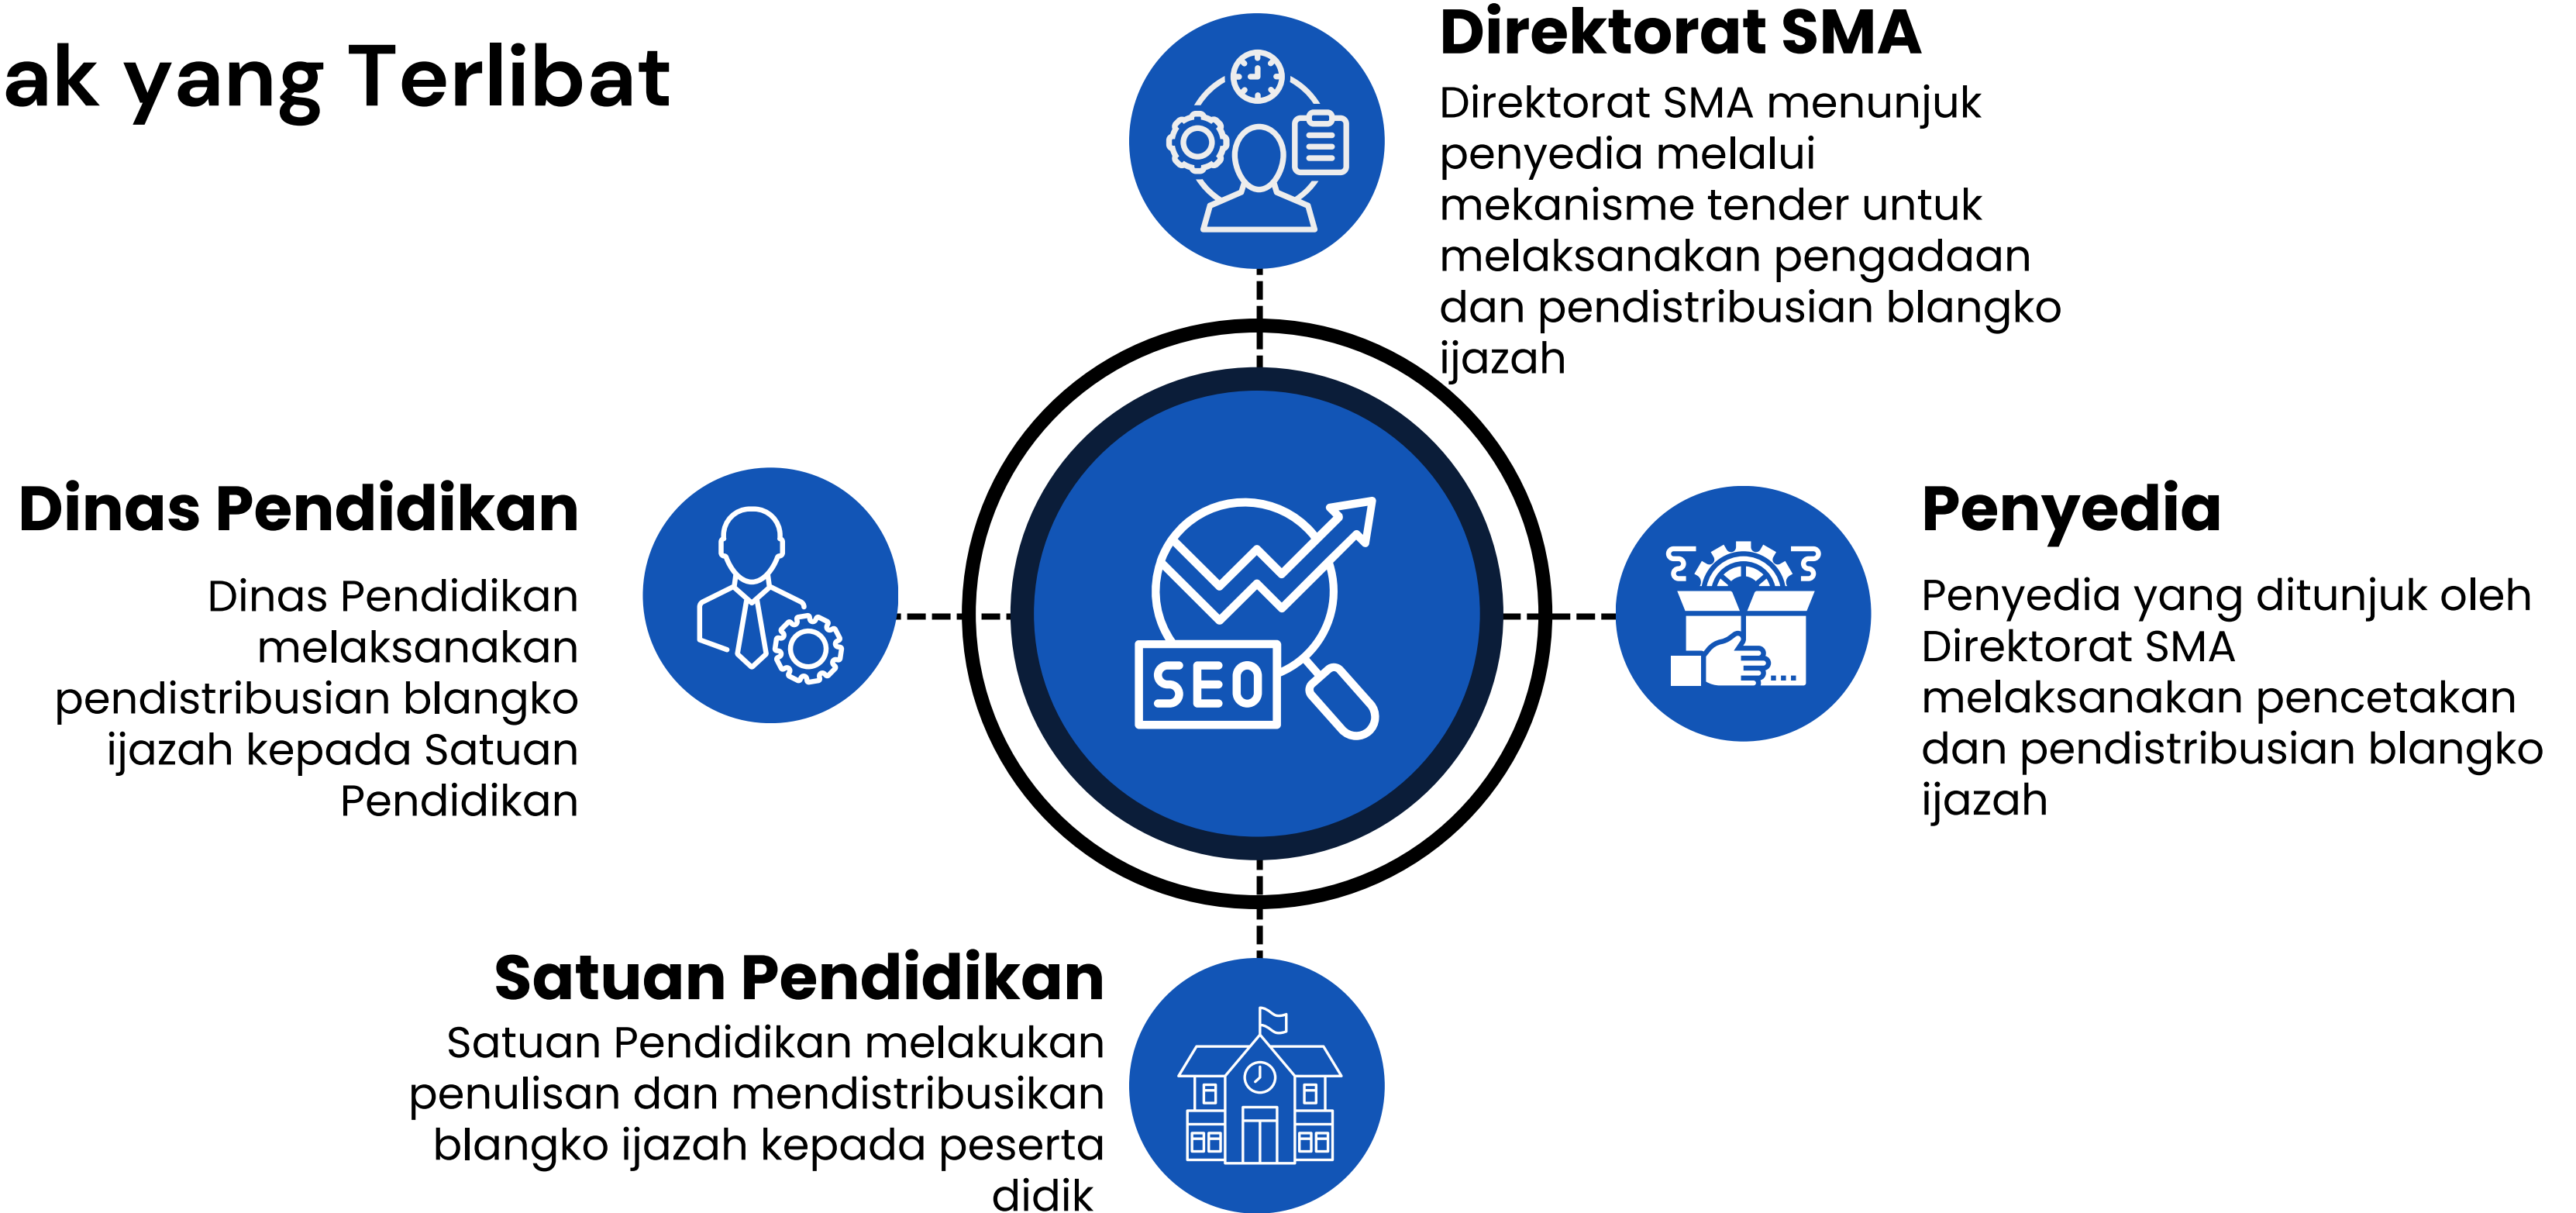 ak yang Terlibat
Direktorat SMA
Direktorat SMA menunjuk
penyedia melalui
mekanisme tender untuk
melaksanakan pengadaan
dan pendistribusian blangko
ijazah
Dinas Pendidikan
Dinas Pendidikan
melaksanakan
pendistribusian blangko
ijazah kepada Satuan
Pendidikan
SEO
Penyedia
Penyedia yang ditunjuk oleh
Direktorat SMA
melaksanakan pencetakan
dan pendistribusian blangko
ijazah
Satuan Pendidikan
Satuan Pendidikan melakukan
penulisan dan mendistribusikan
blangko ijazah kepada peserta
didik